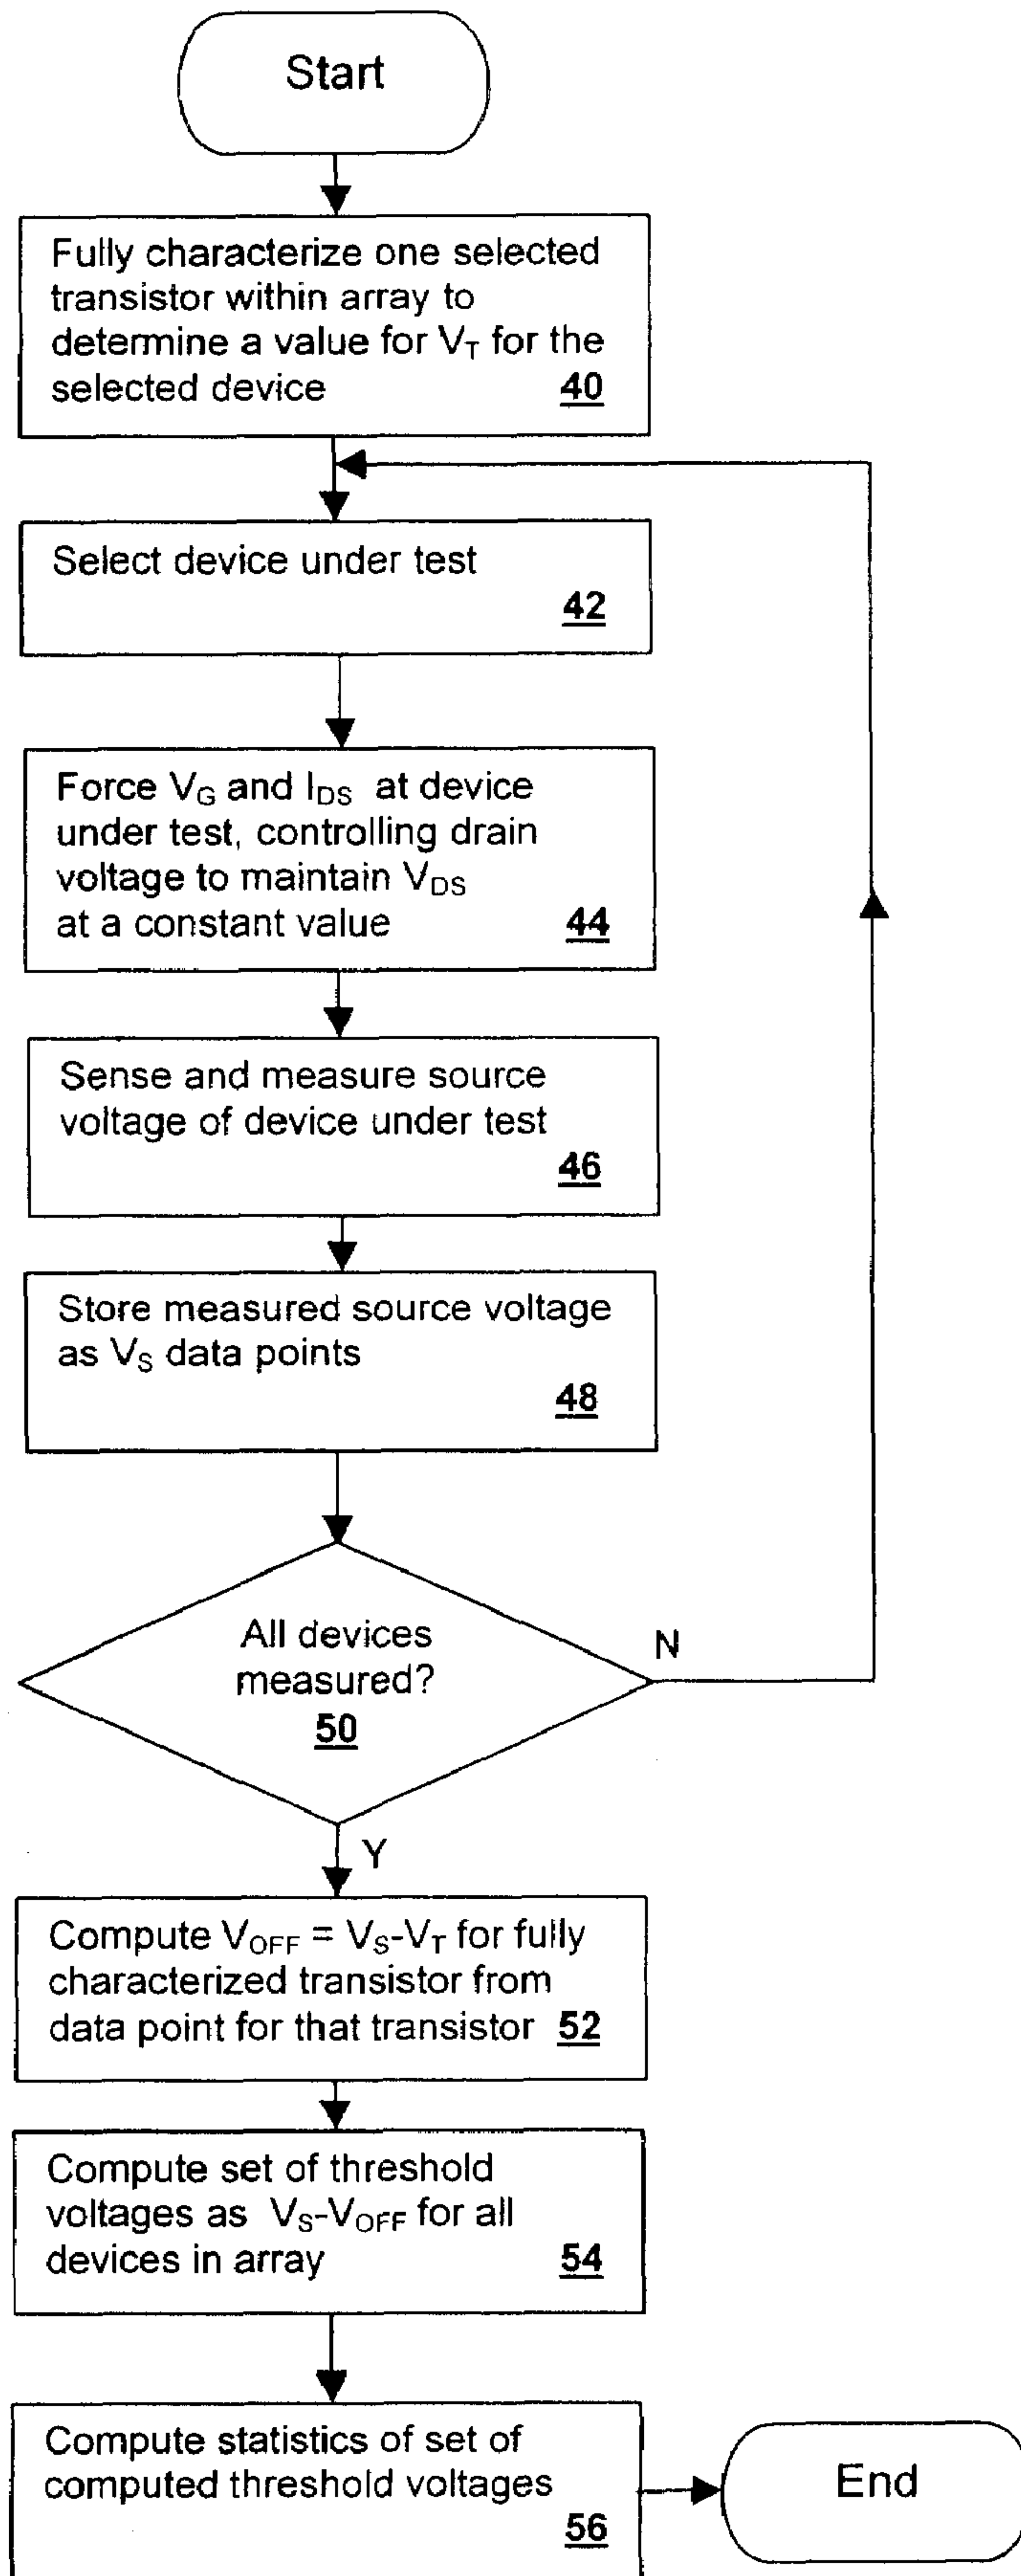 Start
Fully characterize one selected
transistor within array to
determine a value for V_T for the
selected device 40
Select device under test
42
Force V_G and I_DS at device
under test, controlling drain
voltage to maintain V_DS
at a constant value 44
Sense and measure source
voltage of device under test
46
Store measured source voltage
as V_S data points
48
All devices
measured?
50
N
Y
Compute V_OFF = V_S-V_T for fully
characterized transistor from
data point for that transistor 52
Compute set of threshold
voltages as V_S-V_OFF for all
devices in array 54
Compute statistics of set of
computed threshold voltages
56
End